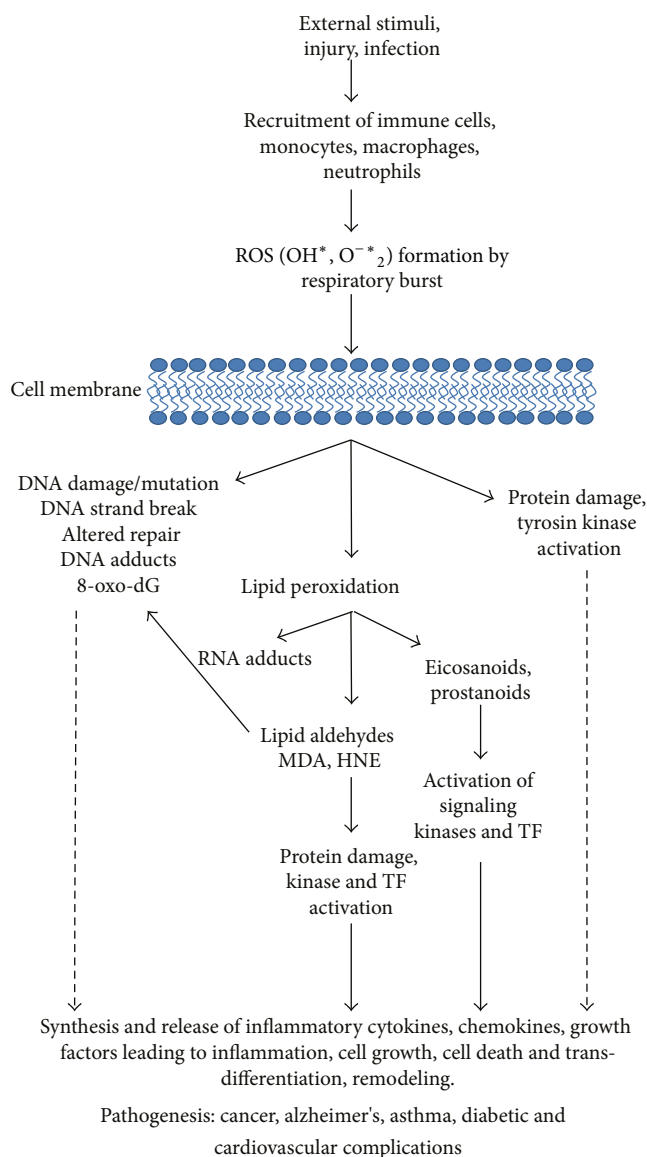 External stimuli,
injury, infection
Recruitment of immune cells,
monocytes, macrophages,
neutrophils
ROS (OH*, O⁻*₂) formation by
respiratory burst
Cell membrane
DNA damage/mutation
DNA strand break
Altered repair
DNA adducts
8-oxo-dG
Protein damage,
tyrosin kinase
activation
Lipid peroxidation
RNA adducts
Eicosanoids,
prostanoids
Lipid aldehydes
MDA, HNE
Activation of
signaling
kinases and TF
Protein damage,
kinase and TF
activation
Synthesis and release of inflammatory cytokines, chemokines, growth
factors leading to inflammation, cell growth, cell death and trans-
differentiation, remodeling.
Pathogenesis: cancer, alzheimer's, asthma, diabetic and
cardiovascular complications